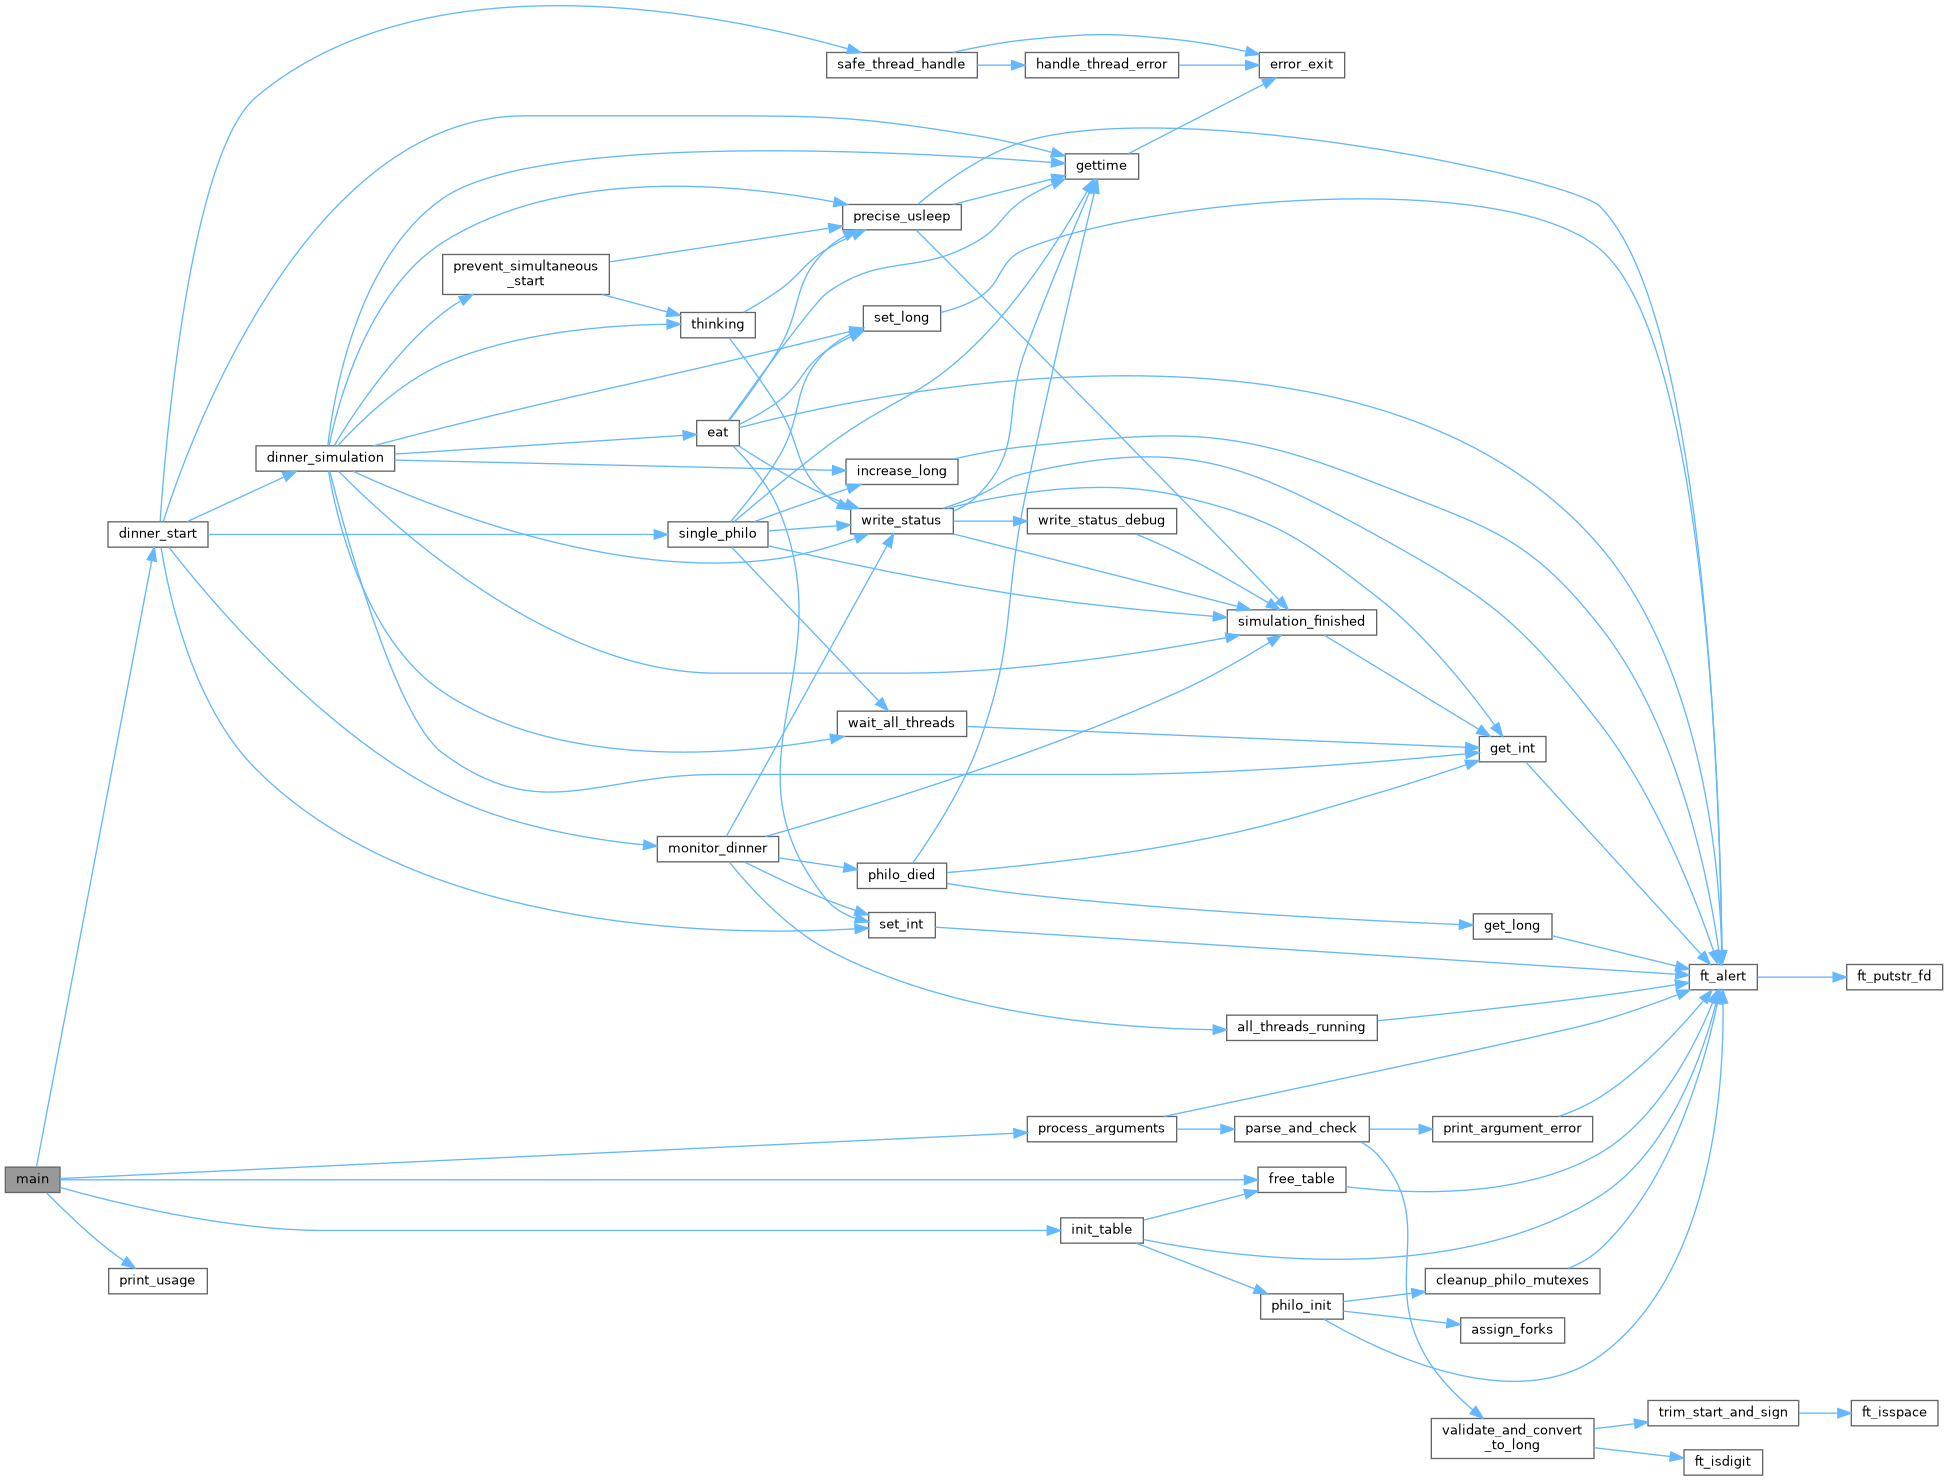 safe_thread_handle
handle_thread_error
error_exit
gettime
precise_usleep
prevent_simultaneous
_start
set_long
thinking
eat
dinner_simulation
increase_long
write_status
write_status_debug
dinner_start
single_philo
simulation_finished
wait_all_threads
get_int
monitor_dinner
philo_died
set_int
get_long
ft_alert
ft_putstr_fd
all_threads_running
process_arguments
parse_and_check
print_argument_error
main
free_table
init_table
print_usage
cleanup_philo_mutexes
philo_init
assign_forks
trim_start_and_sign
ft_isspace
validate_and_convert
_to_long
ft_isdigit